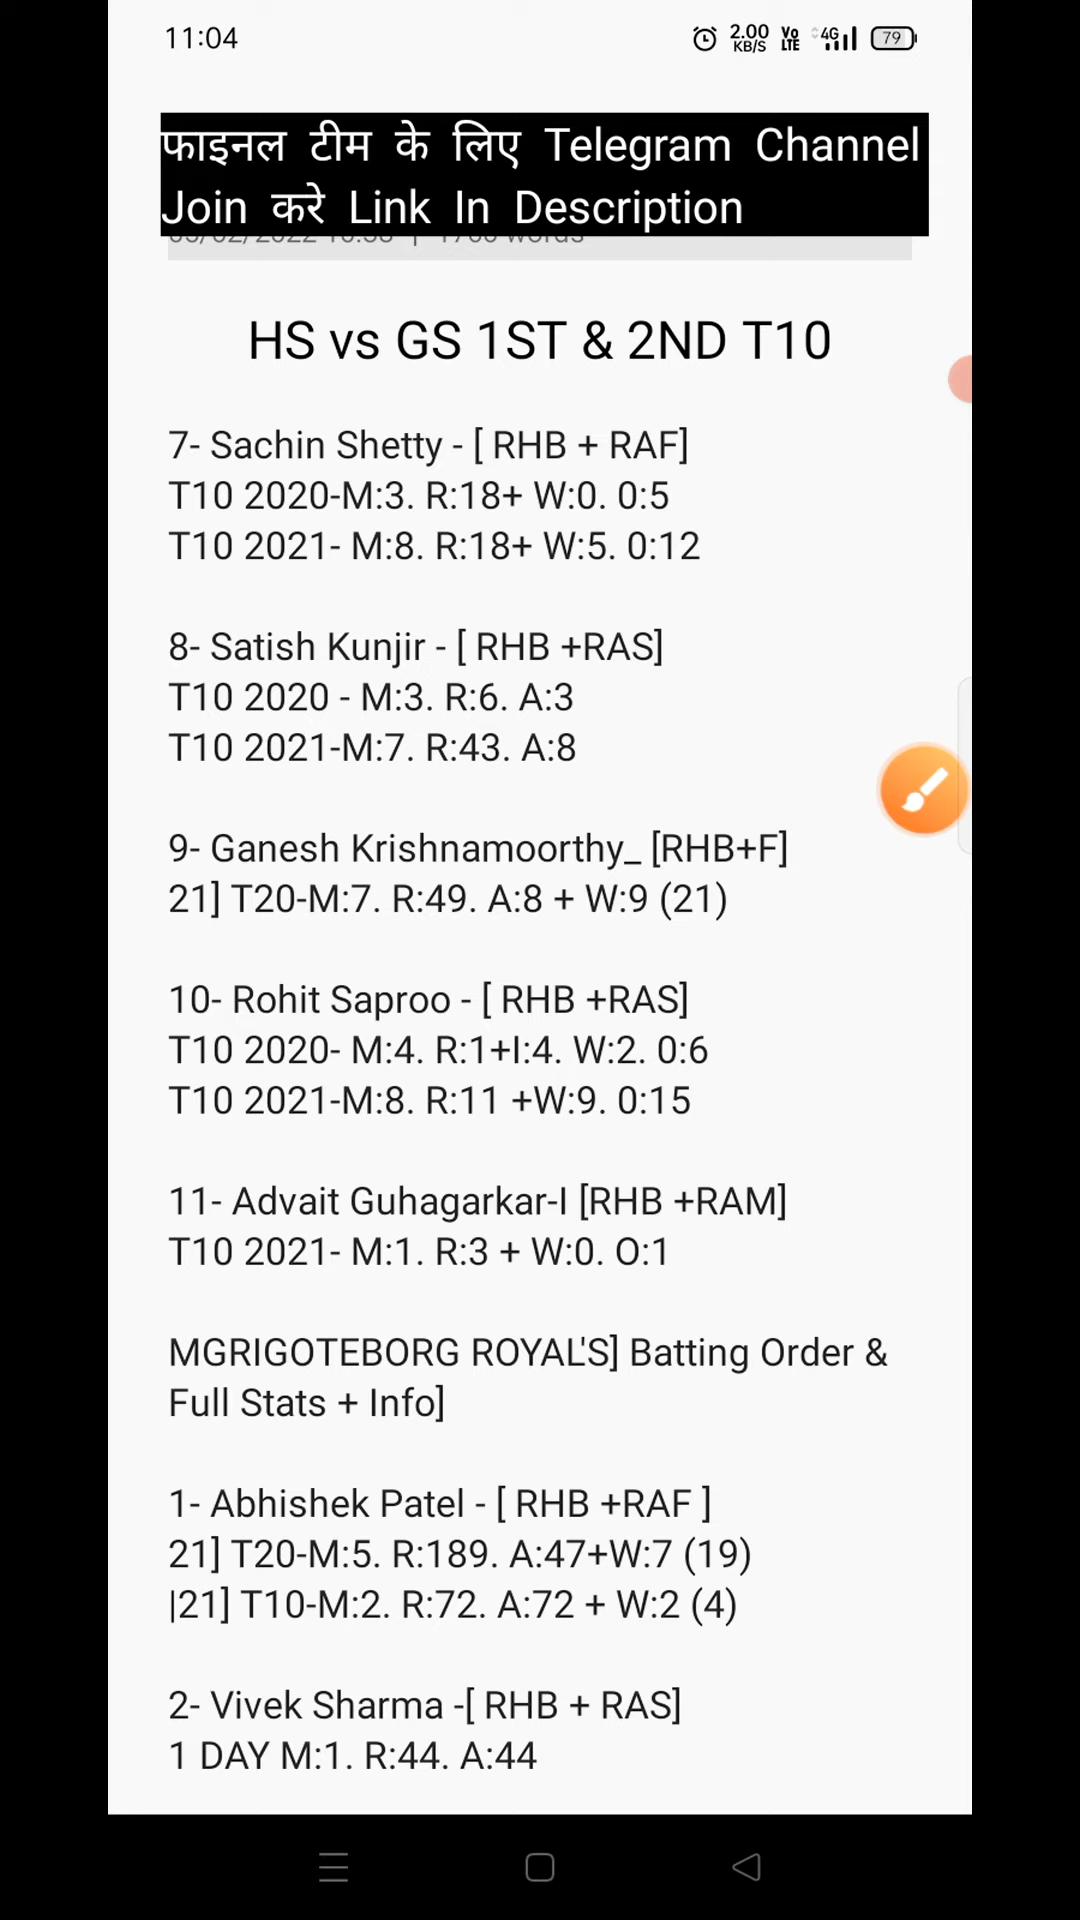 11:04
2.00
KB/S
Vo
LTE
4G
79
फाइनल टीम के लिए Telegram Channel
Join करे Link In Description
HS vs GS 1ST & 2ND T10
7- Sachin Shetty - [ RHB + RAF]
T10 2020-M:3. R:18+ W:0. 0:5
T10 2021- M:8. R:18+ W:5. 0:12
8- Satish Kunjir - [ RHB +RAS]
T10 2020 - M:3. R:6. A:3
T10 2021-M:7. R:43. A:8
9- Ganesh Krishnamoorthy_ [RHB+F]
21] T20-M:7. R:49. A:8 + W:9 (21)
10- Rohit Saproo - [ RHB +RAS]
T10 2020- M:4. R:1+I:4. W:2. 0:6
T10 2021-M:8. R:11 +W:9. 0:15
11- Advait Guhagarkar-I [RHB +RAM]
T10 2021- M:1. R:3 + W:0. O:1
MGRIGOTEBORG ROYAL'S] Batting Order &
Full Stats + Info]
1- Abhishek Patel - [ RHB +RAF ]
21] T20-M:5. R:189. A:47+W:7 (19)
|21] T10-M:2. R:72. A:72 + W:2 (4)
2- Vivek Sharma -[ RHB + RAS]
1 DAY M:1. R:44. A:44